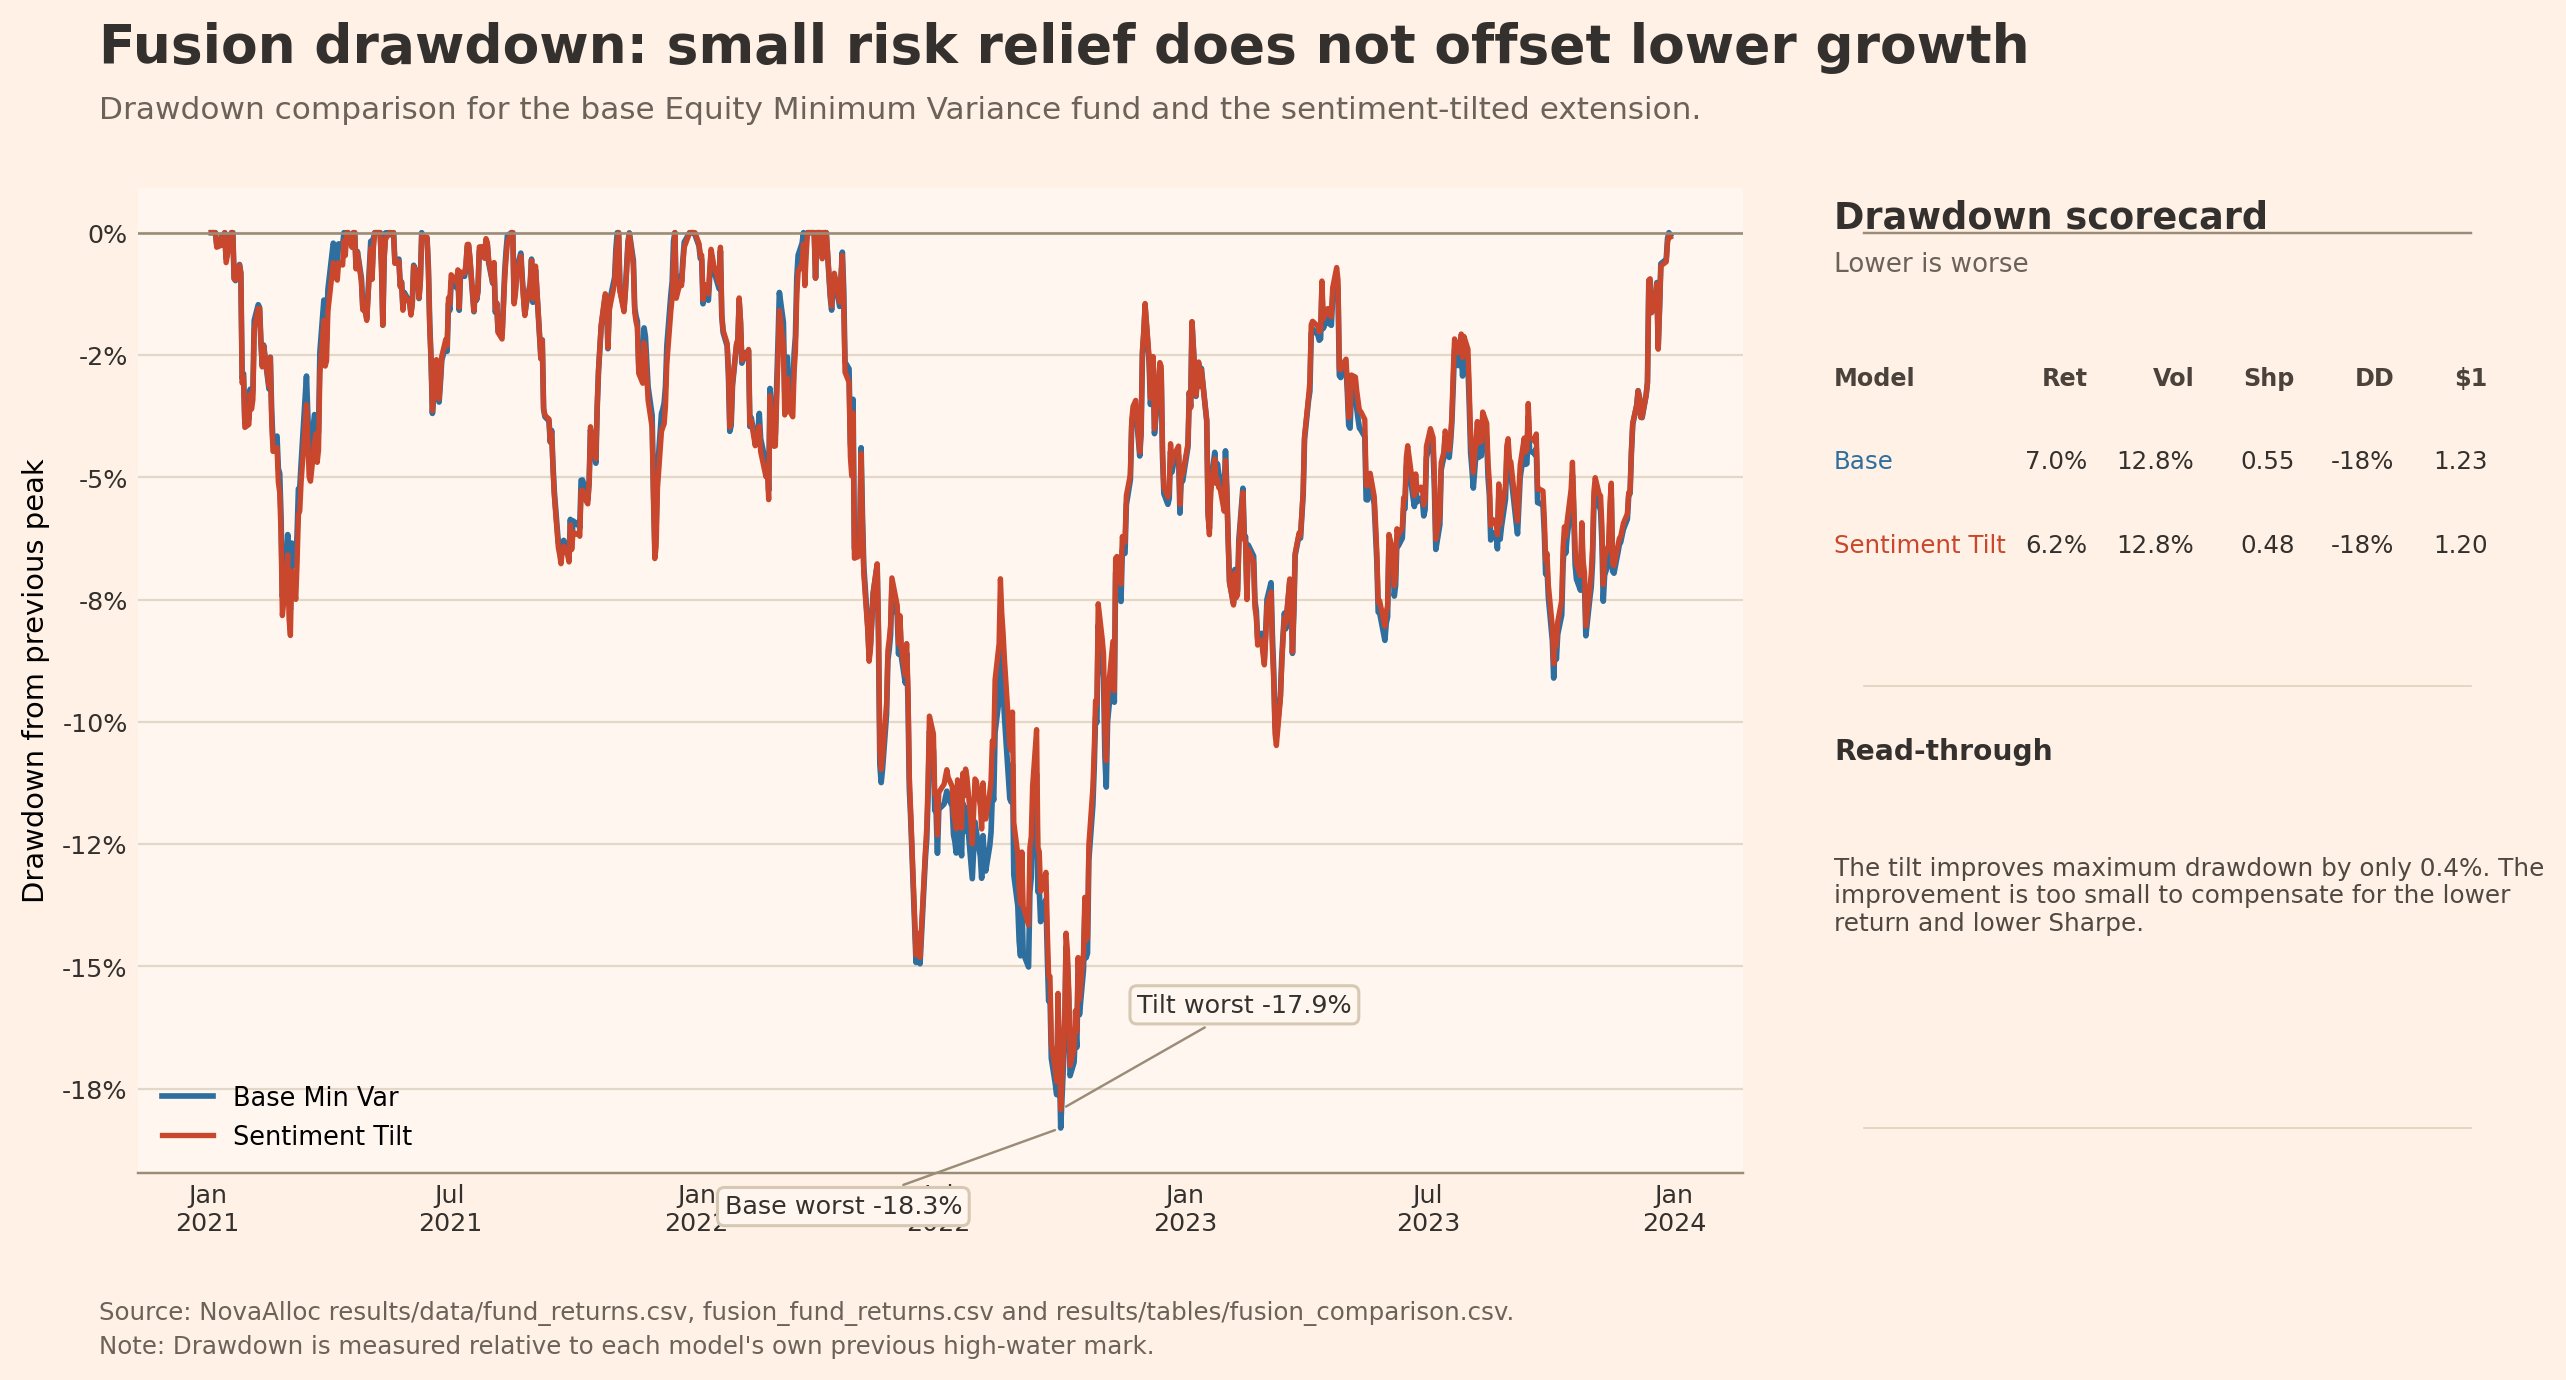 Fusion drawdown: small risk relief does not offset lower growth
Drawdown comparison for the base Equity Minimum Variance fund and the sentiment-tilted extension.
Drawdown from previous peak
0%
-2%
-5%
-8%
-10%
-12%
-15%
-18%
Tilt worst -17.9%
Base worst -18.3%
Base Min Var
Sentiment Tilt
Jan 2021
Jul 2021
Jan 2022
2022
Jan 2023
Jul 2023
Jan 2024
Drawdown scorecard
Lower is worse
Model Ret Vol Shp DD $1
Base 7.0% 12.8% 0.55 -18% 1.23
Sentiment Tilt 6.2% 12.8% 0.48 -18% 1.20
Read-through
The tilt improves maximum drawdown by only 0.4%. The
improvement is too small to compensate for the lower
return and lower Sharpe.
Source: NovaAlloc results/data/fund_returns.csv, fusion_fund_returns.csv and results/tables/fusion_comparison.csv.
Note: Drawdown is measured relative to each model's own previous high-water mark.